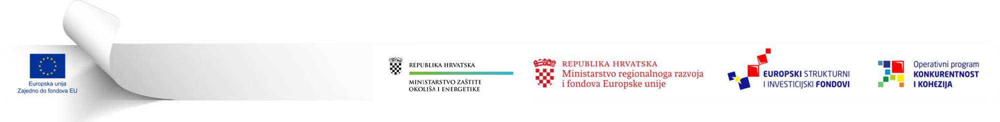 Europska unija
Zajedno do fondova EU
REPUBLIKA HRVATSKA
MINISTARSTVO ZAŠTITE
OKOLIŠA I ENERGETIKE
REPUBLIKA HRVATSKA
Ministarstvo regionalnoga razvoja
i fondova Europske unije
EUROPSKI STRUKTURNI
I INVESTICIJSKI FONDOVI
Operativni program
KONKURENTNOST
I KOHEZIJA